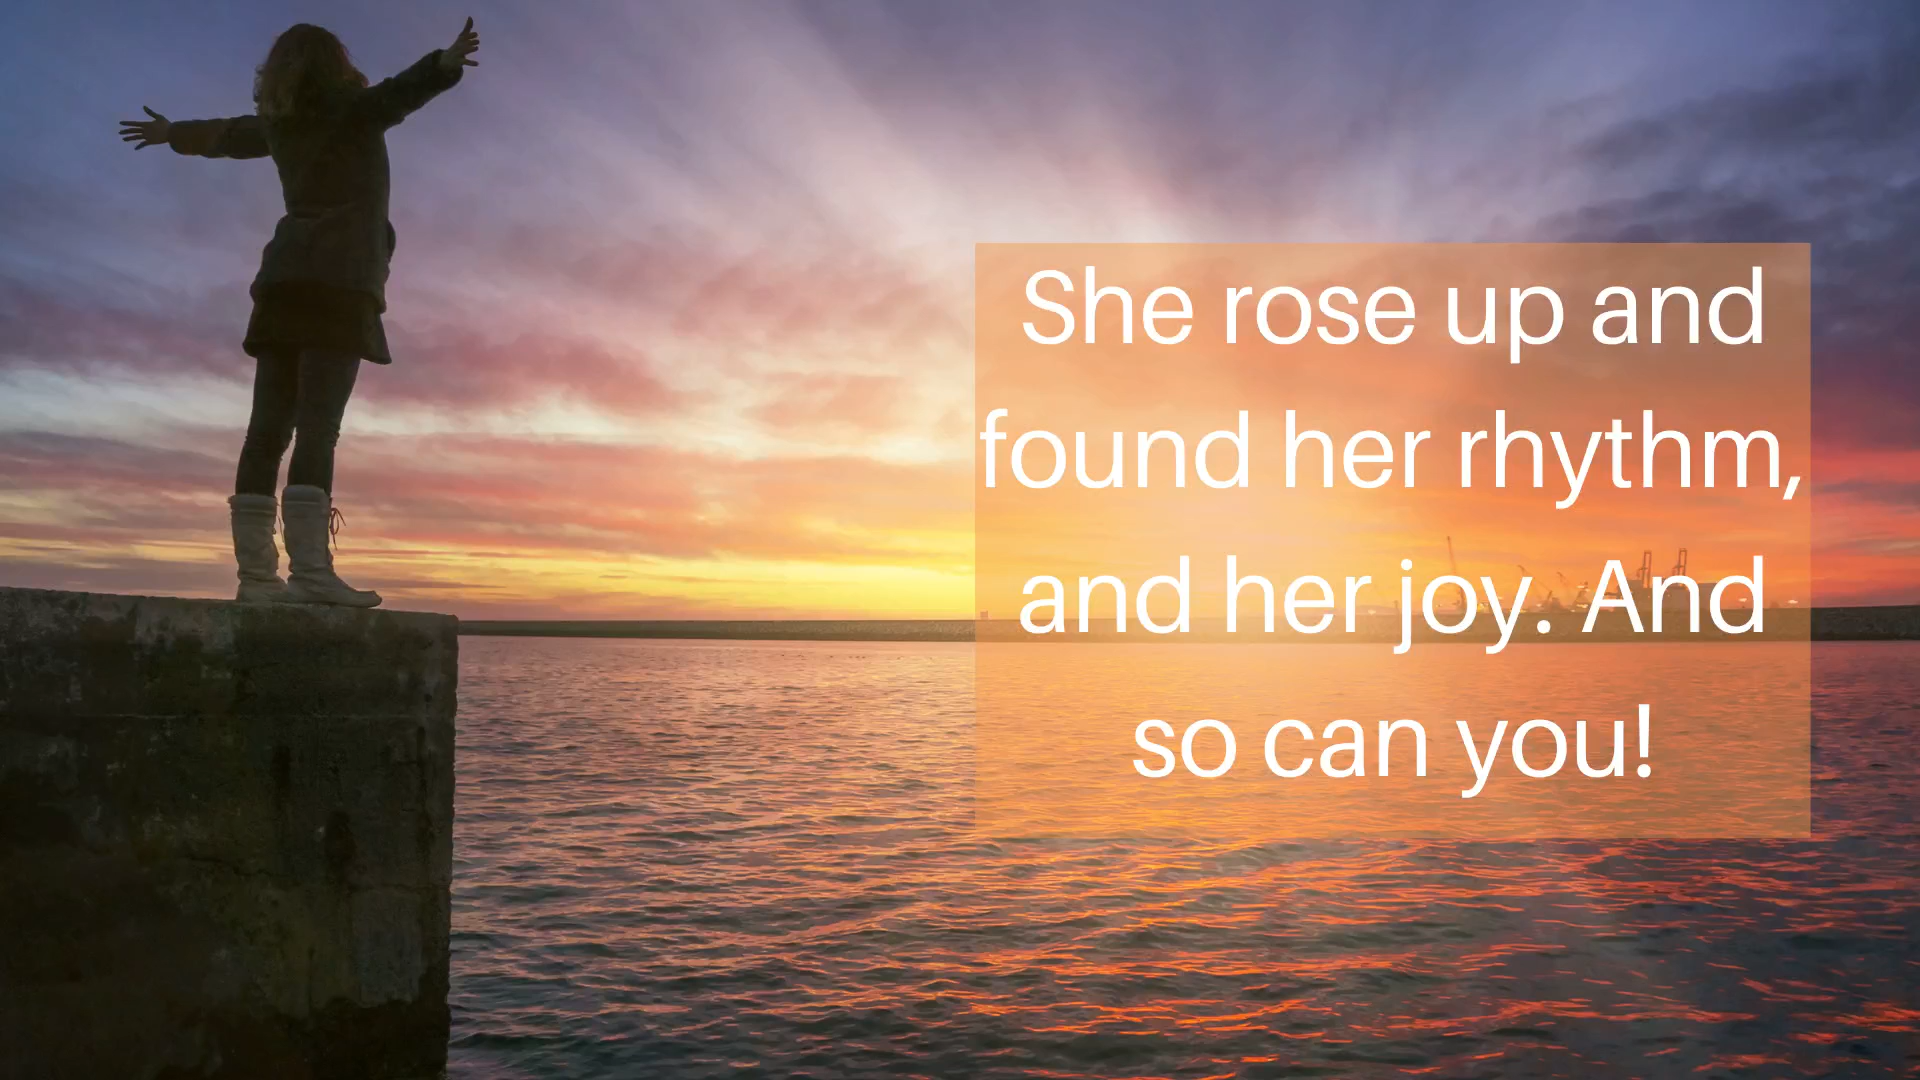 She rose up and
found her rhythm,
and her joy. And
so can you!